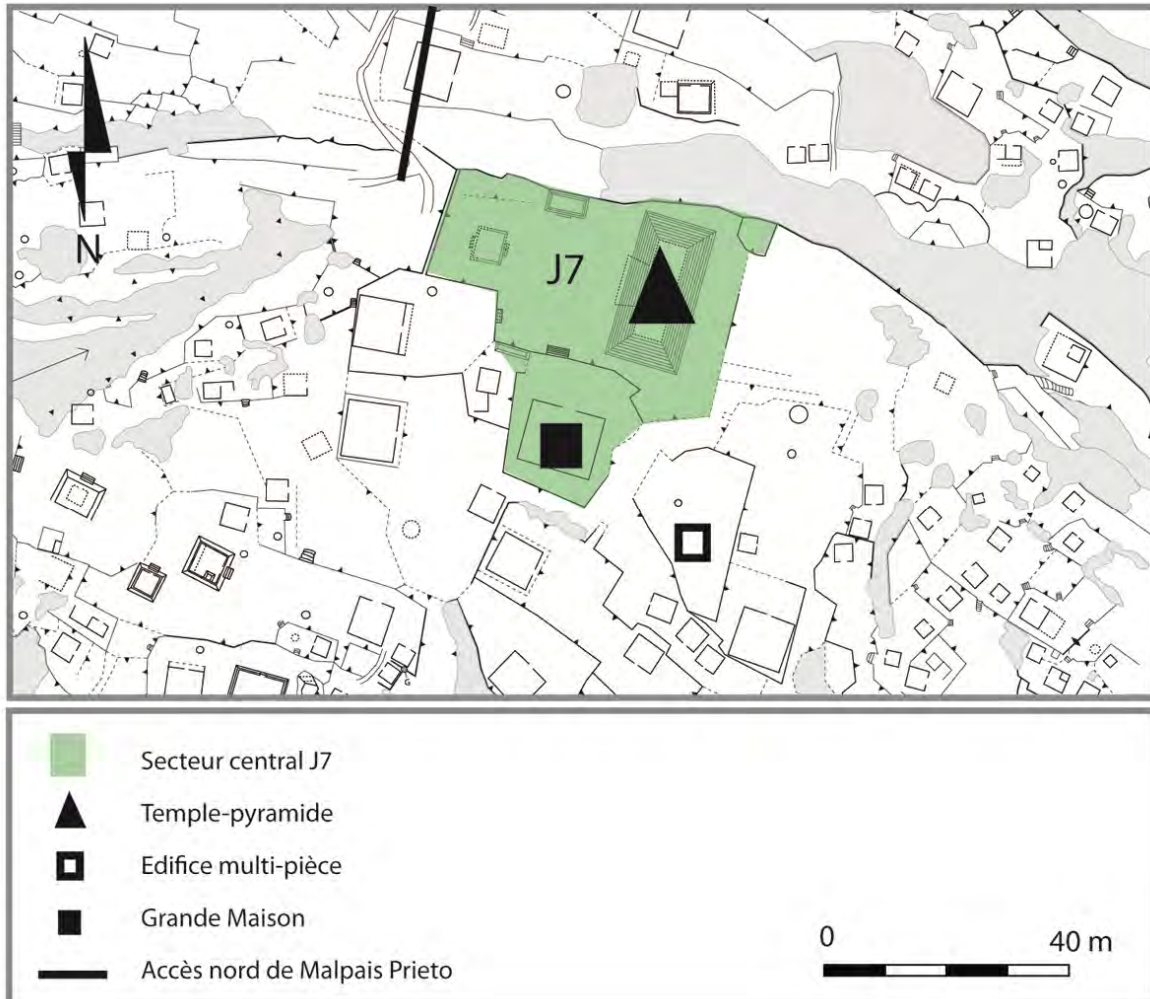 N
J7
Secteur central J7
Temple-pyramide
Edifice multi-pièce
Grande Maison
Accès nord de Malpais Prieto
0 40 m